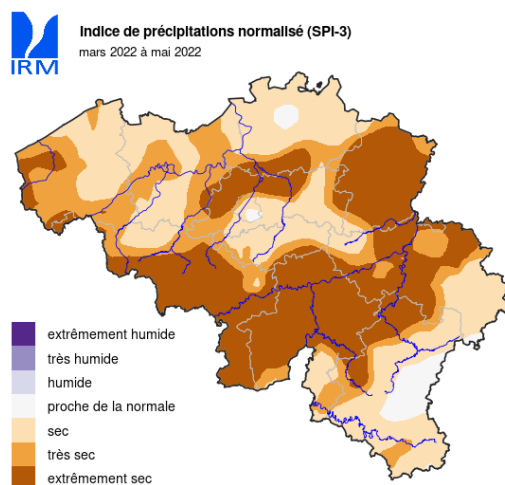 Indice de précipitations normalisé (SPI-3)
mars 2022 à mai 2022
IRM
extrêmement humide
très humide
humide
proche de la normale
sec
très sec
extrêmement sec